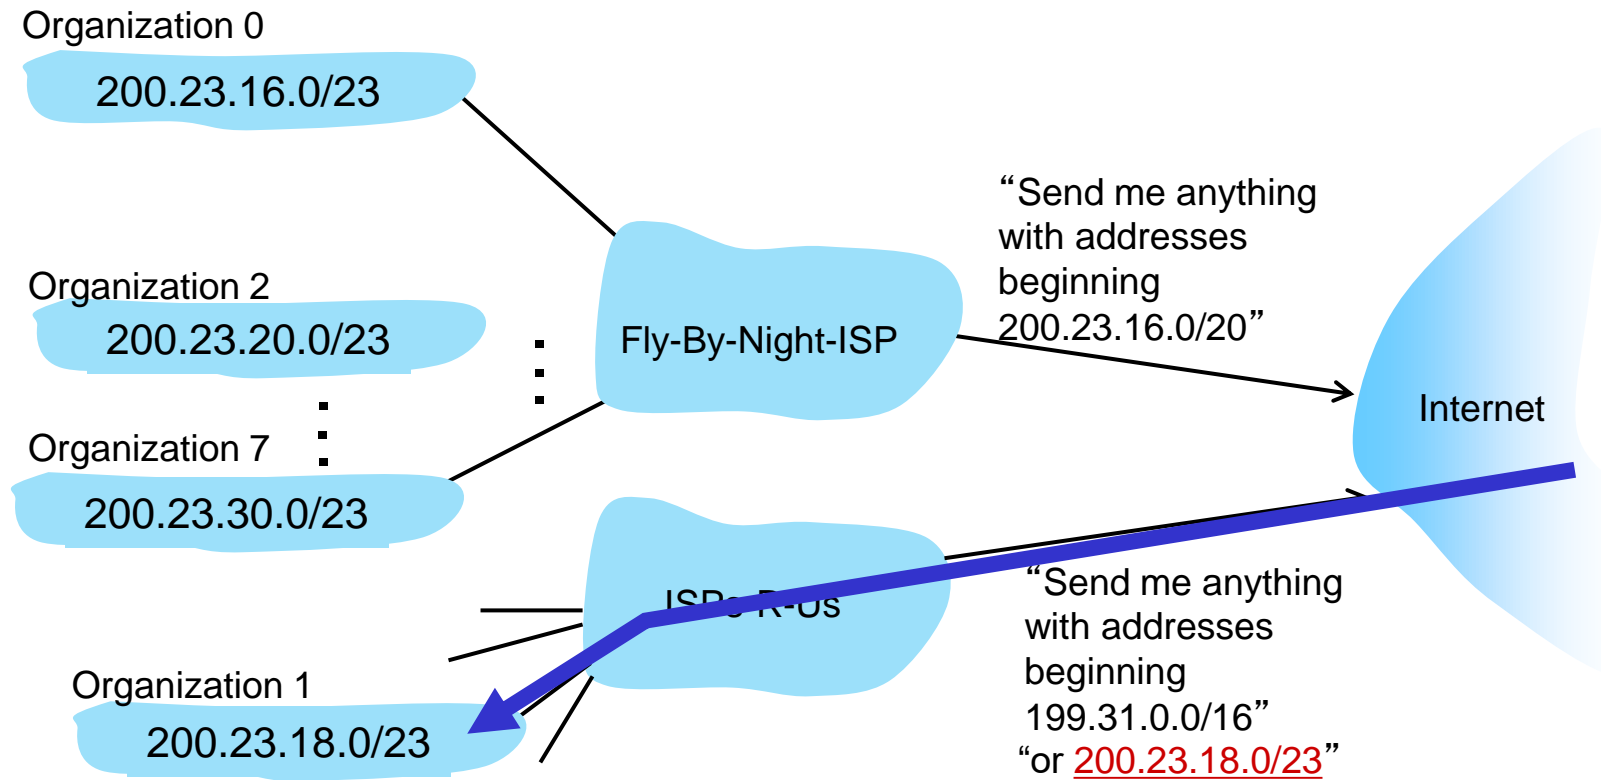 Organization 0
200.23.16.0/23
Organization 2
200.23.20.0/23
Organization 7
200.23.30.0/23
Fly-By-Night-ISP
“Send me anything
with addresses
beginning
200.23.16.0/20”
Internet
ISPs-R-Us
Organization 1
200.23.18.0/23
“Send me anything
with addresses
beginning
199.31.0.0/16”
“or 200.23.18.0/23”